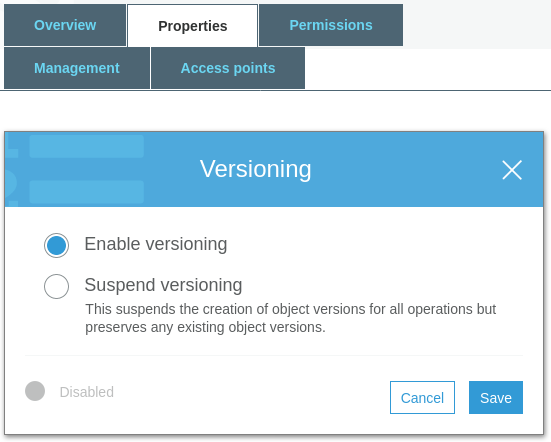 Overview
Properties
Permissions
Management
Access points
Versioning
Enable versioning
Suspend versioning
This suspends the creation of object versions for all operations but
preserves any existing object versions.
Disabled
Cancel
Save